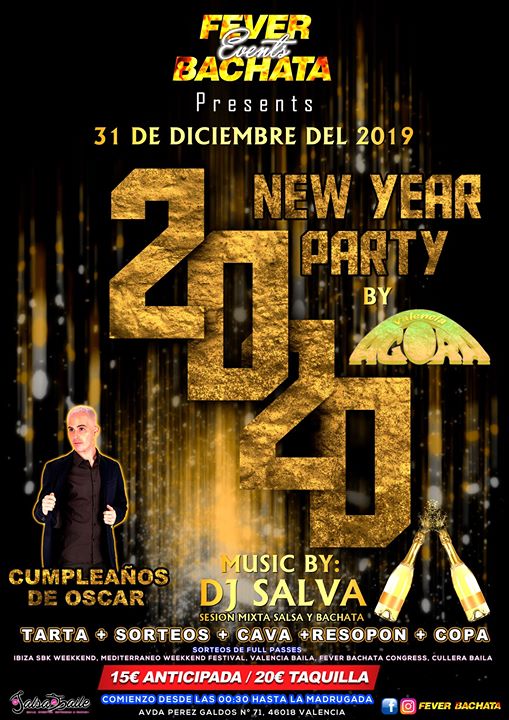 FEVER
Events
BACHATA
Presents
31 DE DICIEMBRE DEL 2019
2020
NEW YEAR
PARTY
BY
Valencia
AGORA
CUMPLEAÑOS
DE OSCAR
MUSIC BY:
DJ SALVA
SESION MIXTA SALSA Y BACHATA
TARTA + SORTEOS + CAVA +RESOPON + COPA
SORTEOS DE FULL PASSES
IBIZA SBK WEEKKEND, MEDITERRANEO WEEKEND FESTIVAL, VALENCIA BAILA, FEVER BACHATA CONGRESS, CULLERA BAILA
15€ ANTICIPADA / 20€ TAQUILLA
SalsaBaile
COMIENZO DESDE LAS 00:30 HASTA LA MADRUGADA
FEVER BACHATA
AVDA PEREZ GALDOS Nº 71, 46018 VALENCIA